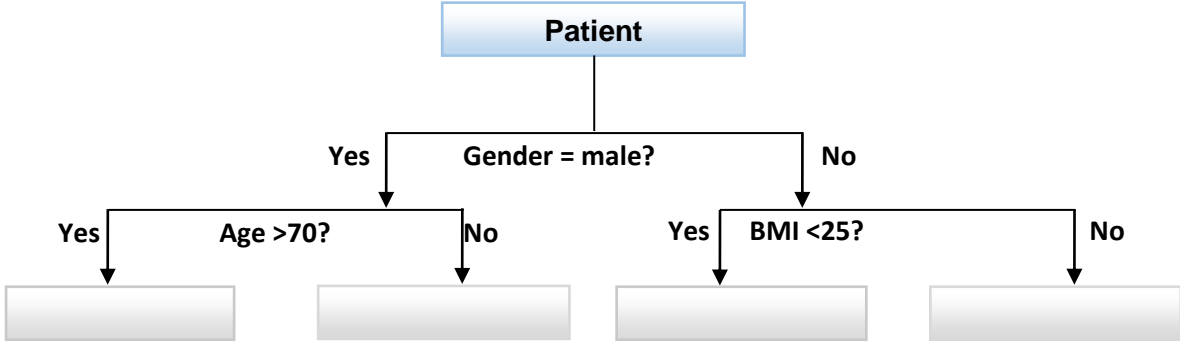 Patient
Yes Gender = male? No
Yes Age >70? No Yes BMI <25? No